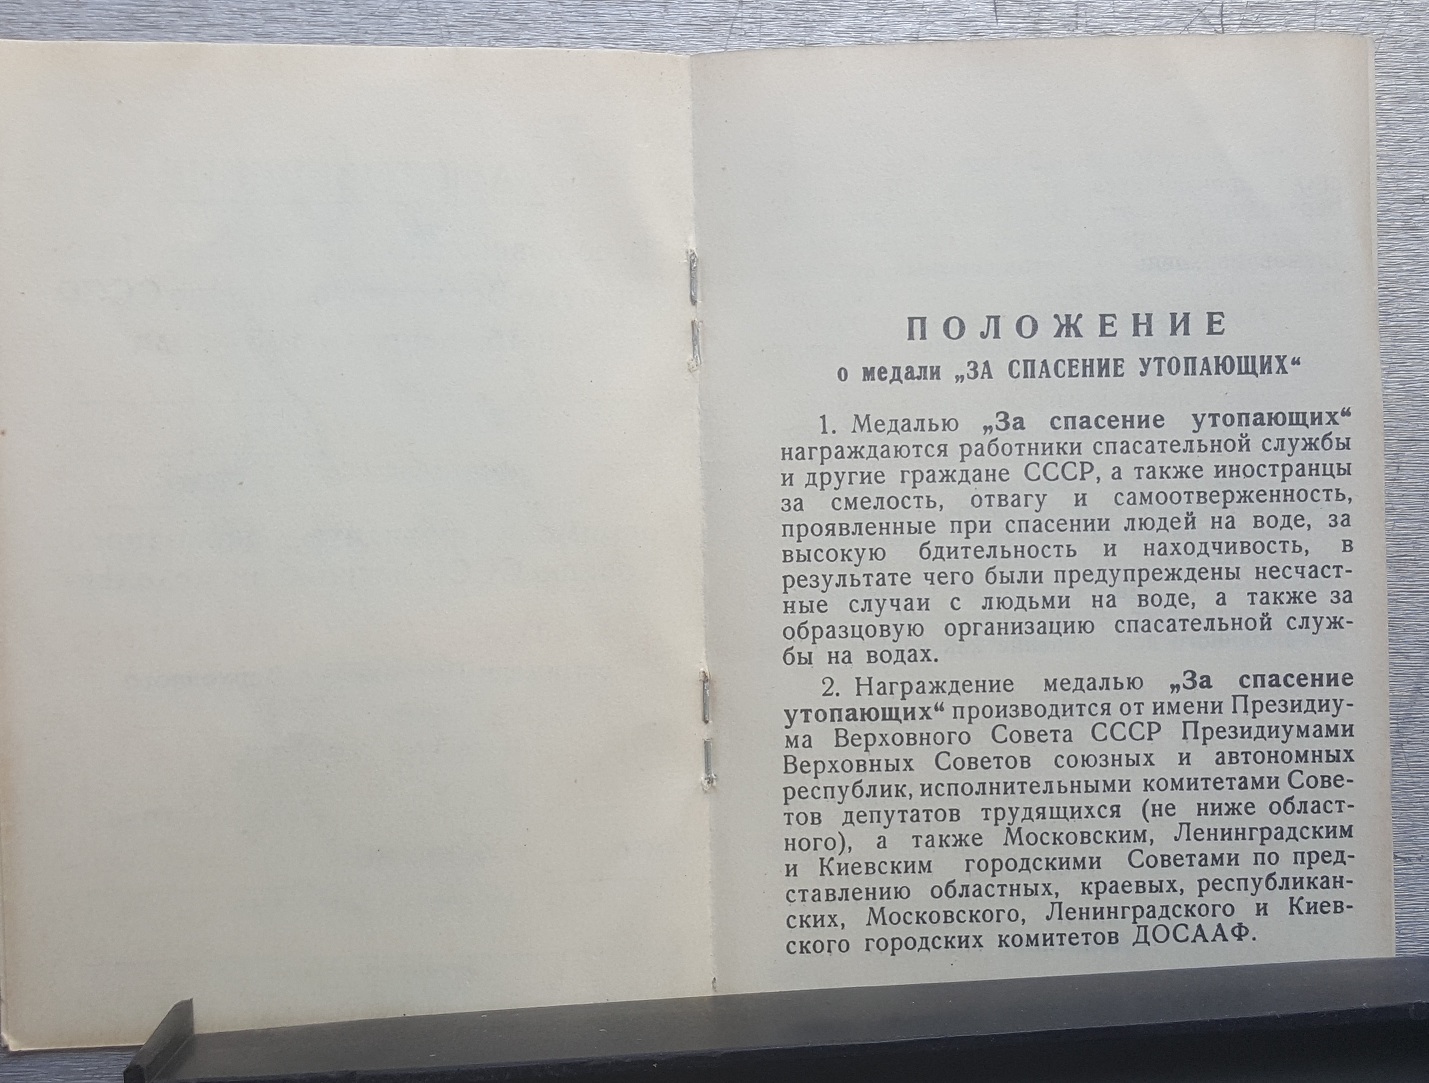 ПОЛОЖЕНИЕ
о медали „ЗА СПАСЕНИЕ УТОПАЮЩИХ“
1. Медалью „За спасение утопающих“
награждаются работники спасательной службы
и другие граждане СССР, а также иностранцы
за смелость, отвагу и самоотверженность,
проявленные при спасении людей на воде, за
высокую бдительность и находчивость, в
результате чего были предупреждены несчаст-
ные случаи с людьми на воде, а также за
образцовую организацию спасательной служ-
бы на водах.
2. Награждение медалью „За спасение
утопающих“ производится от имени Президиу-
ма Верховного Совета СССР Президиумами
Верховных Советов союзных и автономных
республик, исполнительными комитетами Сове-
тов депутатов трудящихся (не ниже област-
ного), а также Московским, Ленинградским
и Киевским городскими Советами по пред-
ставлению областных, краевых, республикан-
ских, Московского, Ленинградского и Киев-
ского городских комитетов ДОСААФ.